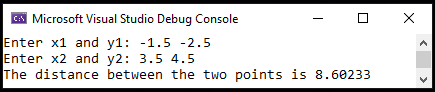 Microsoft Visual Studio Debug Console
Enter x1 and y1: -1.5 -2.5
Enter x2 and y2: 3.5 4.5
The distance between the two points is 8.60233